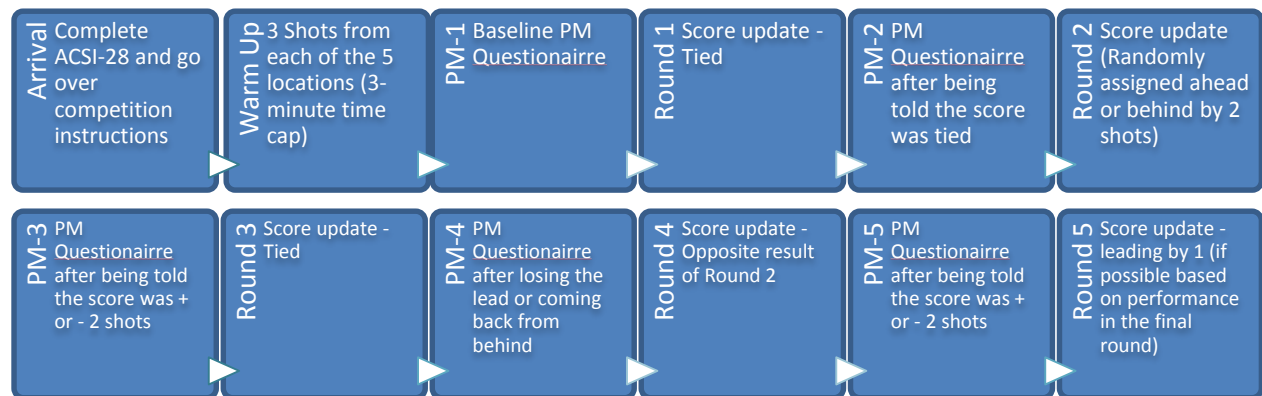 Arrival
Complete
ACSI-28 and go
over
competition
instructions
Warm Up
3 Shots from
each of the 5
locations (3-
minute time
cap)
PM-1
Baseline PM
Questionairre
Round 1
Score update -
Tied
PM-2
PM
Questionairre
after being
told the score
was tied
Round 2
Score update
(Randomly
assigned ahead
or behind by 2
shots)
PM-3
PM
Questionairre
after being told
the score was +
or - 2 shots
Round 3
Score update -
Tied
PM-4
PM
Questionairre
after losing the
lead or coming
back from
behind
Round 4
Score update -
Opposite result
of Round 2
PM-5
PM
Questionairre
after being told
the score was +
or - 2 shots
Round 5
Score update -
leading by 1 (if
possible based
on performance
in the final
round)